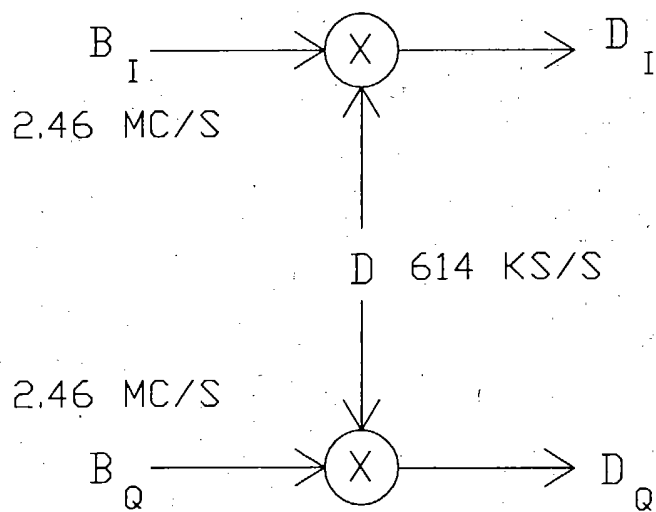 B_I X D_I
2.46 MC/S
D 614 KS/S
2.46 MC/S
B_Q X D_Q